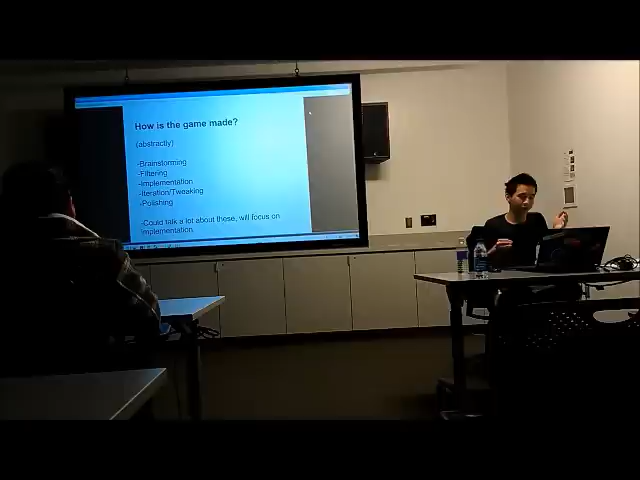 How is the game made?
(abstractly)
-Brainstorming
-Filtering
-Implementation
-Iteration/Tweaking
-Polishing
-Could talk a lot about these, will focus on
implementation.